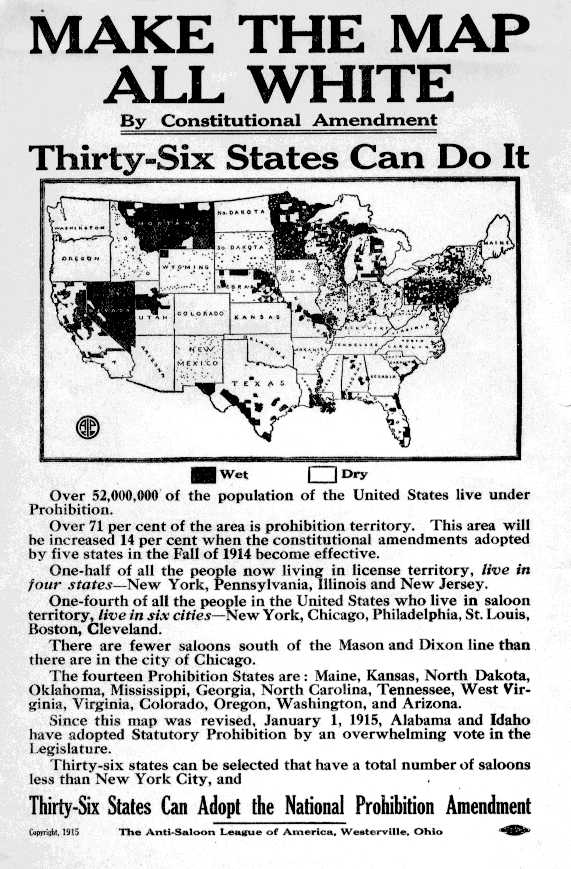 MAKE THE MAP
ALL WHITE
By Constitutional Amendment
Thirty-Six States Can Do It
WASHINGTON
MONTANA
No. DAKOTA
MAINE
OREGON
So. DAKOTA
WYOMING
UTAH
COLORADO
KANSAS
ARIZONA
NEW
MEXICO
OKLAHOMA
ARKANSAS
TENNESSEE
TEXAS
Wet
Dry
Over 52,000,000 of the population of the United States live under
Prohibition.
Over 71 per cent of the area is prohibition territory. This area will
be increased 14 per cent when the constitutional amendments adopted
by five states in the Fall of 1914 become effective.
One-half of all the people now living in license territory, live in
four states—New York, Pennsylvania, Illinois and New Jersey.
One-fourth of all the people in the United States who live in saloon
territory, live in six cities—New York, Chicago, Philadelphia, St. Louis,
Boston, Cleveland.
There are fewer saloons south of the Mason and Dixon line than
there are in the city of Chicago.
The fourteen Prohibition States are: Maine, Kansas, North Dakota,
Oklahoma, Mississippi, Georgia, North Carolina, Tennessee, West Vir-
ginia, Virginia, Colorado, Oregon, Washington, and Arizona.
Since this map was revised, January 1, 1915, Alabama and Idaho
have adopted Statutory Prohibition by an overwhelming vote in the
Legislature.
Thirty-six states can be selected that have a total number of saloons
less than New York City, and
Thirty-Six States Can Adopt the National Prohibition Amendment
Copyright, 1915
The Anti-Saloon League of America, Westerville, Ohio